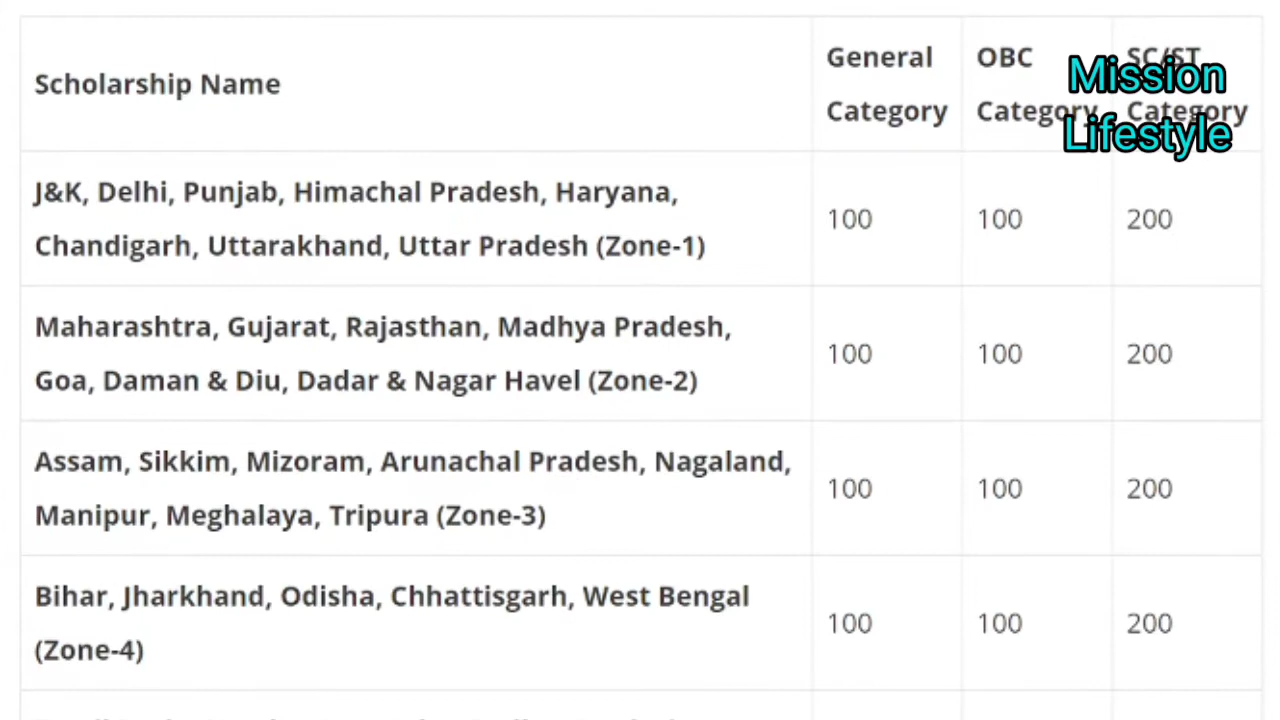 Scholarship Name
General
Category
OBC
Category
SC/ST
Category
Mission
Lifestyle
J&K, Delhi, Punjab, Himachal Pradesh, Haryana,
Chandigarh, Uttarakhand, Uttar Pradesh (Zone-1)
100
100
200
Maharashtra, Gujarat, Rajasthan, Madhya Pradesh,
Goa, Daman & Diu, Dadar & Nagar Havel (Zone-2)
100
100
200
Assam, Sikkim, Mizoram, Arunachal Pradesh, Nagaland,
Manipur, Meghalaya, Tripura (Zone-3)
100
100
200
Bihar, Jharkhand, Odisha, Chhattisgarh, West Bengal
(Zone-4)
100
100
200